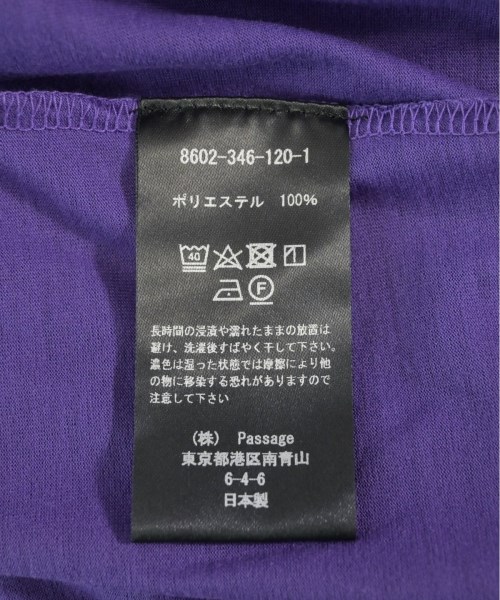 8602-346-120-1
ポリエステル 100%
40
F
長時間の浸漬や濡れたままの放置は
避け、洗濯後すばやく干して下さい。
濃色は湿った状態では摩擦により他
の物に移染する恐れがありますので
注意して下さい
(株) Passage
東京都港区南青山
6-4-6
日本製